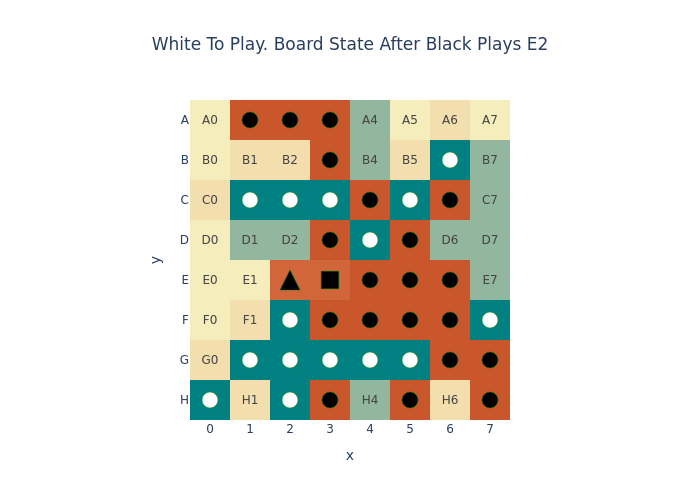 White To Play. Board State After Black Plays E2
A A0 A4 A5 A6 A7
B B0 B1 B2 B4 B5 B7
C C0 C7
D D0 D1 D2 D6 D7
y
E E0 E1 E7
F F0 F1
G G0
H H1 H4 H6
0 1 2 3 4 5 6 7
x